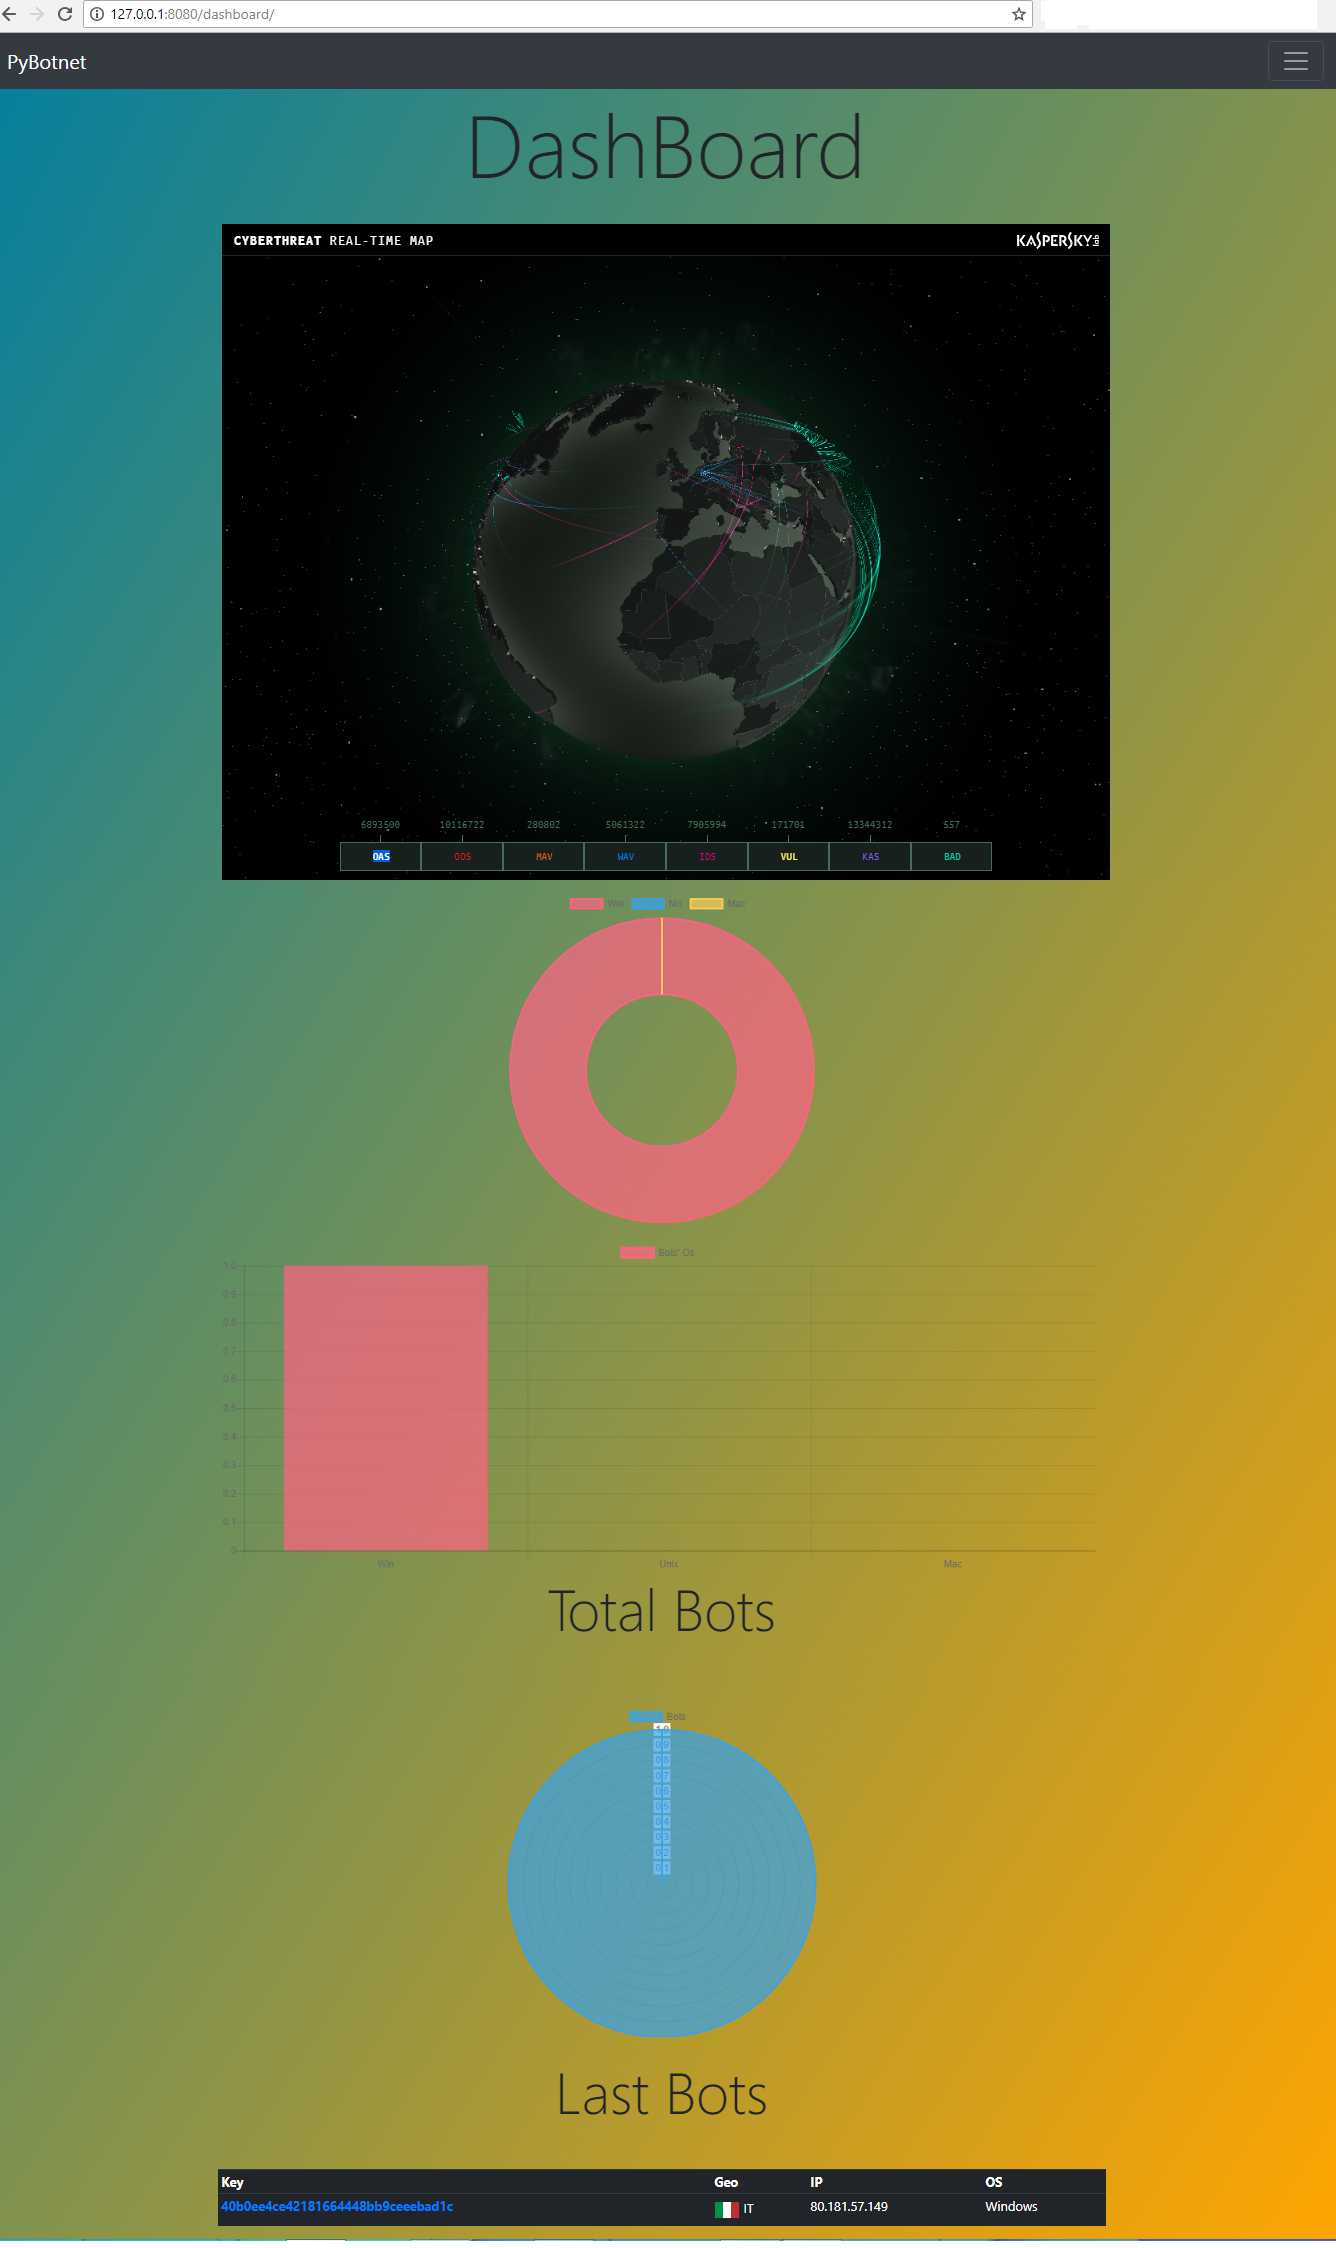 127.0.0.1:8080/dashboard/
PyBotnet
DashBoard
CYBERTHREAT REAL-TIME MAP
KASPERSKY lab
6893500 10116722 280802 5061322 7905994 171701 13344312 557
OAS ODS MAV WAV IDS VUL KAS BAD
Win Nix Mac
Bots' Os
1.0
0.9
0.8
0.7
0.6
0.5
0.4
0.3
0.2
0.1
0
Win Unix Mac
Total Bots
Bots
1.0
0.9
0.8
0.7
0.6
0.5
0.4
0.3
0.2
0.1
Last Bots
Key Geo IP OS
40b0ee4ce42181664448bb9ceeebad1c IT 80.181.57.149 Windows